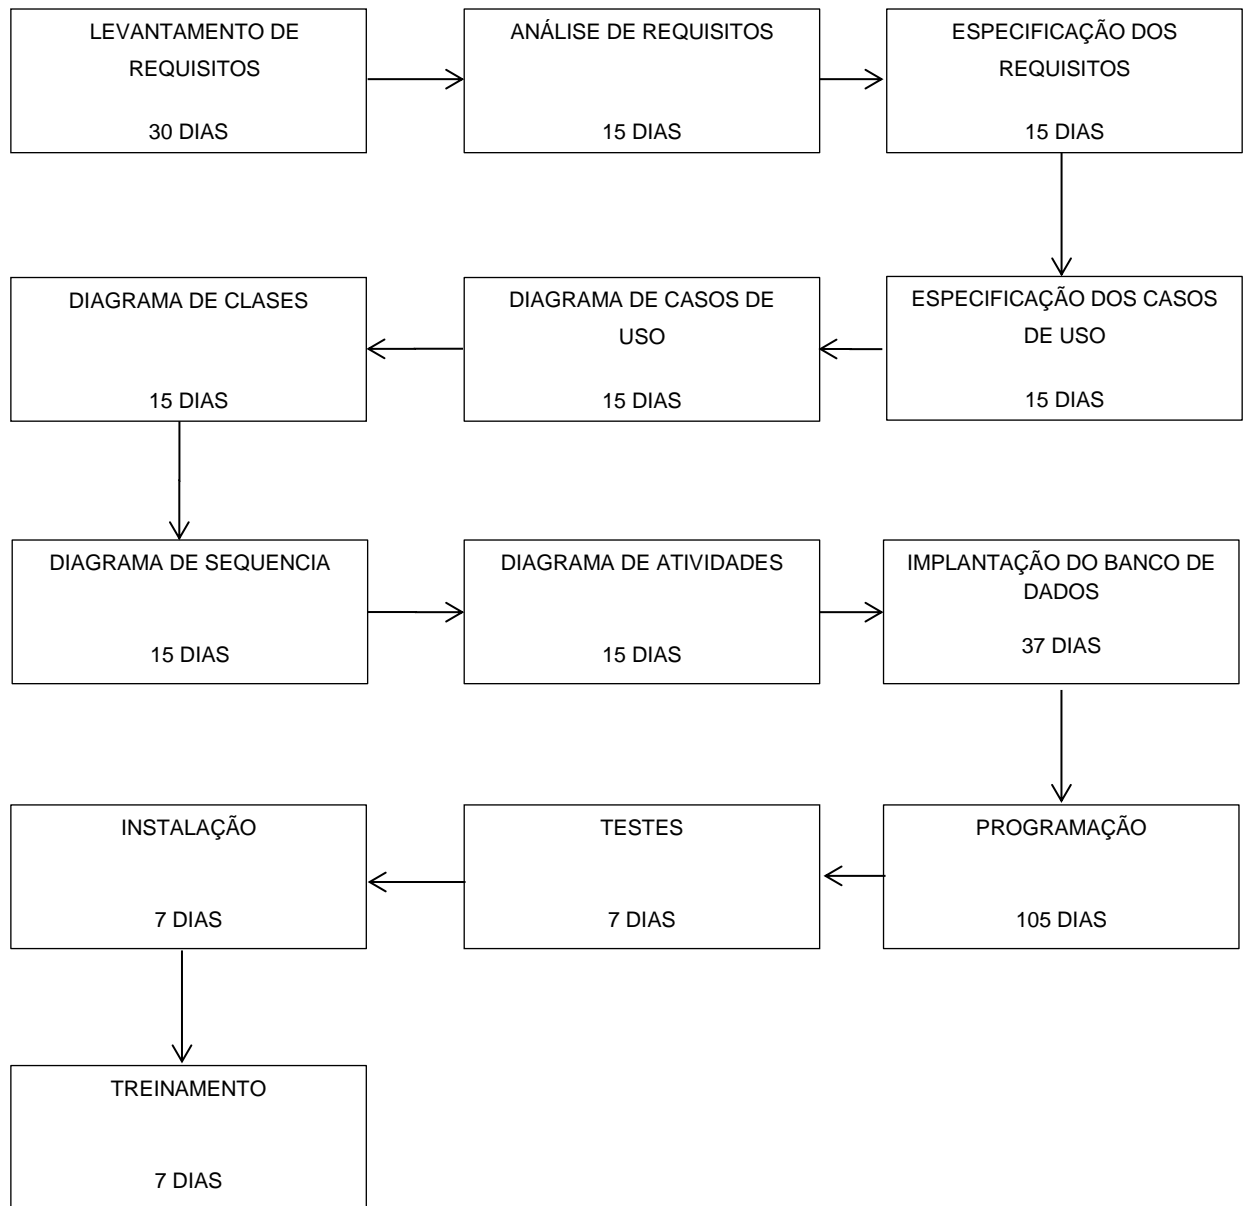 LEVANTAMENTO DE
REQUISITOS
30 DIAS
ANÁLISE DE REQUISITOS
15 DIAS
ESPECIFICAÇÃO DOS
REQUISITOS
15 DIAS
ESPECIFICAÇÃO DOS CASOS
DE USO
15 DIAS
DIAGRAMA DE CASOS DE
USO
15 DIAS
DIAGRAMA DE CLASES
15 DIAS
DIAGRAMA DE SEQUENCIA
15 DIAS
DIAGRAMA DE ATIVIDADES
15 DIAS
IMPLANTAÇÃO DO BANCO DE
DADOS
37 DIAS
PROGRAMAÇÃO
105 DIAS
TESTES
7 DIAS
INSTALAÇÃO
7 DIAS
TREINAMENTO
7 DIAS